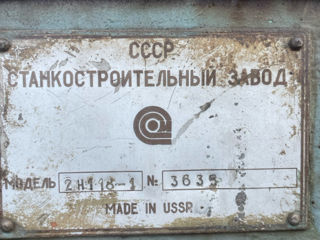 СССР
СТАНКОСТРОИТЕЛЬНЫЙ ЗАВОД
МОДЕЛЬ 2Н118-1 № 3635
MADE IN USSR